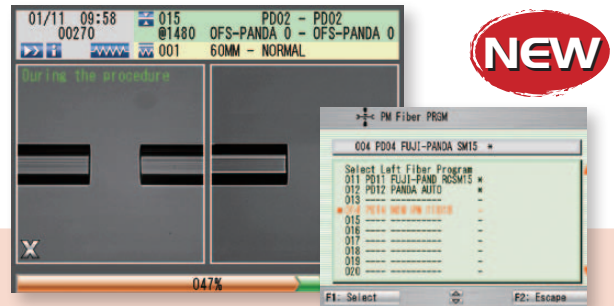 01/11 09:58
00270
015 PD02 - PD02
@1480 OFS-PANDA 0 - OFS-PANDA 0
001 60MM - NORMAL
During the procedure
X
047%
NEW
PM Fiber PRGM
004 PD04 FUJI-PANDA SM15 *
Select Left Fiber Program
011 PD11 FUJI-PAND RCSM15 *
012 PD12 PANDA AUTO *
013 ---- ---------- -
015 ---- ---------- -
016 ---- ---------- -
017 ---- ---------- -
018 ---- ---------- -
019 ---- ---------- -
020 ---- ---------- -
F1: Select
F2: Escape